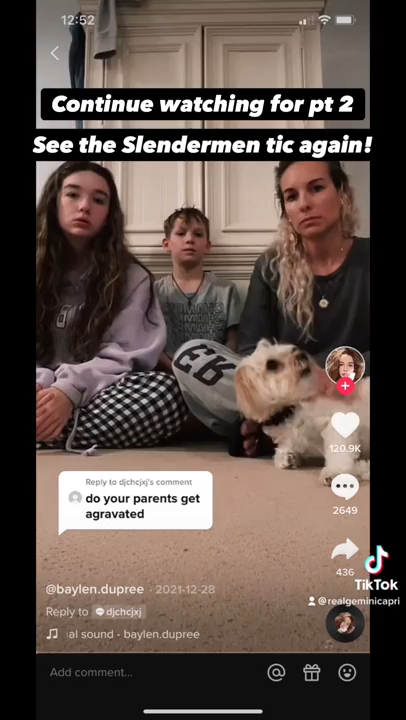 12:52
Continue watching for pt 2
See the Slendermen tic again!
120.9K
Reply to djchcjxj's comment
do your parents get
agravated
2649
436
TikTok
@baylen.dupree · 2021-12-28
@realgeminicapri
Reply to djchcjxj
al sound - baylen.dupree
Add comment...